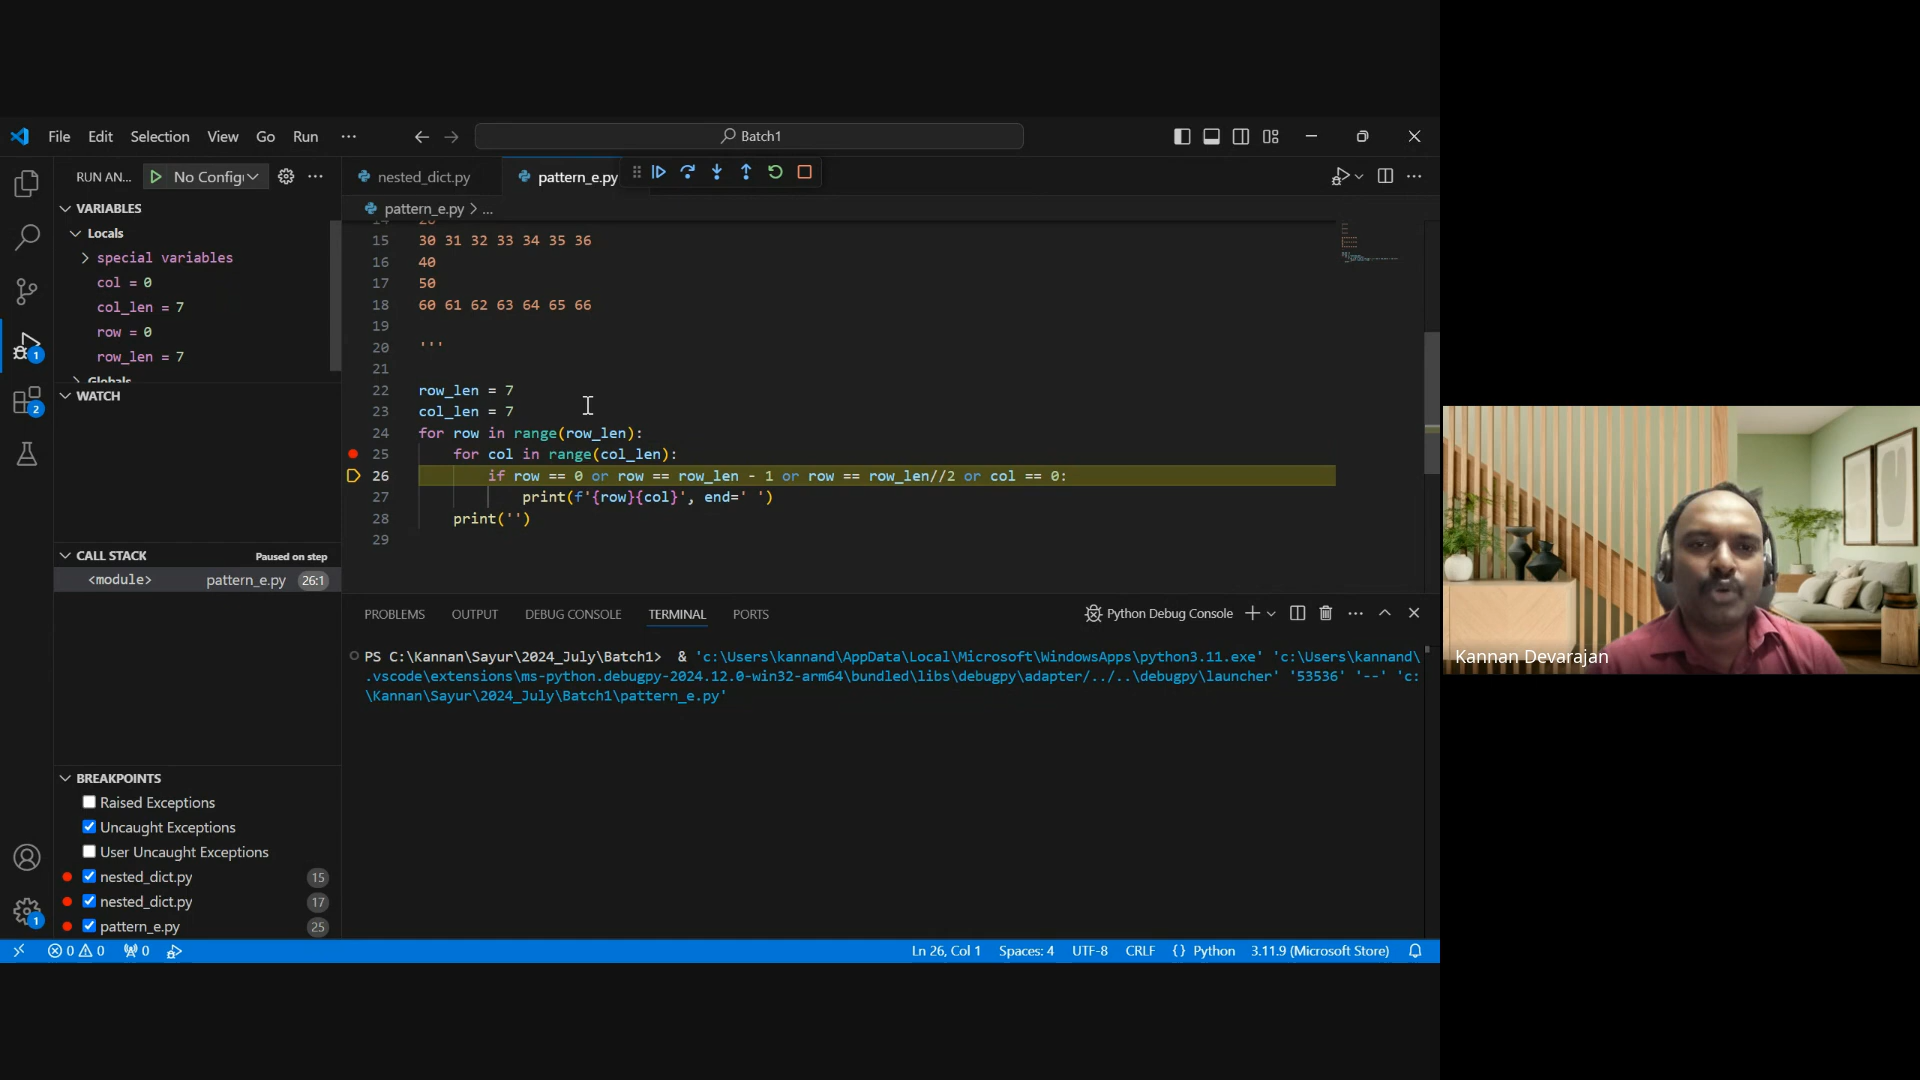 File Edit Selection View Go Run ···
Batch1
RUN AN...
No Config
nested_dict.py
pattern_e.py
pattern_e.py > ...
VARIABLES
Locals
special variables
col = 0
col_len = 7
row = 0
row_len = 7
Globals
WATCH
CALL STACK
Paused on step
<module>
pattern_e.py
26:1
BREAKPOINTS
Raised Exceptions
Uncaught Exceptions
User Uncaught Exceptions
nested_dict.py 15
nested_dict.py 17
pattern_e.py 25
15 30 31 32 33 34 35 36
16 40
17 50
18 60 61 62 63 64 65 66
19
20 '''
21
22 row_len = 7
23 col_len = 7
24 for row in range(row_len):
25 for col in range(col_len):
26 if row == 0 or row == row_len - 1 or row == row_len//2 or col == 0:
27 print(f'{row}{col}', end=' ')
28 print('')
29
PROBLEMS OUTPUT DEBUG CONSOLE TERMINAL PORTS
Python Debug Console
PS C:\Kannan\Sayur\2024_July\Batch1> & 'c:\Users\kannand\AppData\Local\Microsoft\WindowsApps\python3.11.exe' 'c:\Users\kannand\
.vscode\extensions\ms-python.debugpy-2024.12.0-win32-arm64\bundled\libs\debugpy\adapter/../..\debugpy\launcher' '53536' '--' 'c:
\Kannan\Sayur\2024_July\Batch1\pattern_e.py'
1
2
1
0 0 0
Ln 26, Col 1 Spaces: 4 UTF-8 CRLF {} Python 3.11.9 (Microsoft Store)
Kannan Devarajan